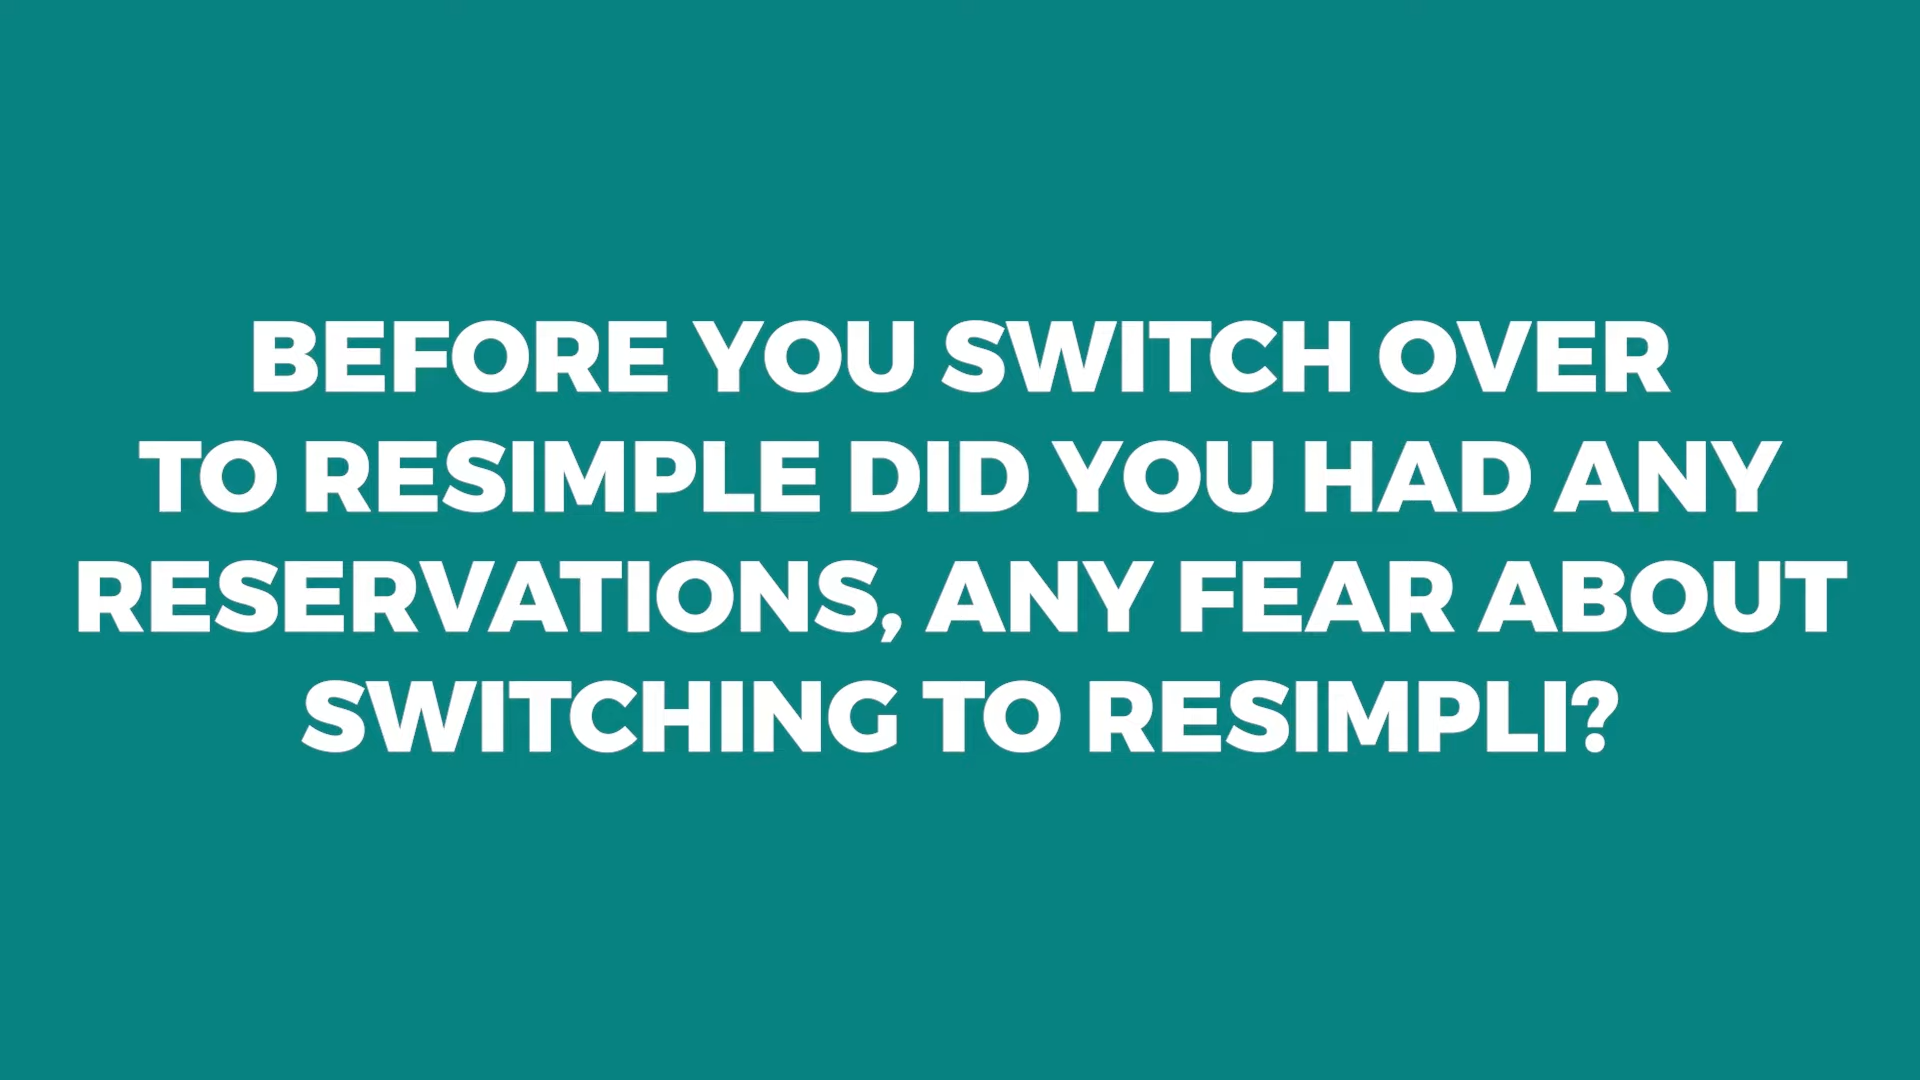 BEFORE YOU SWITCH OVER
TO RESIMPLE DID YOU HAD ANY
RESERVATIONS, ANY FEAR ABOUT
SWITCHING TO RESIMPLI?